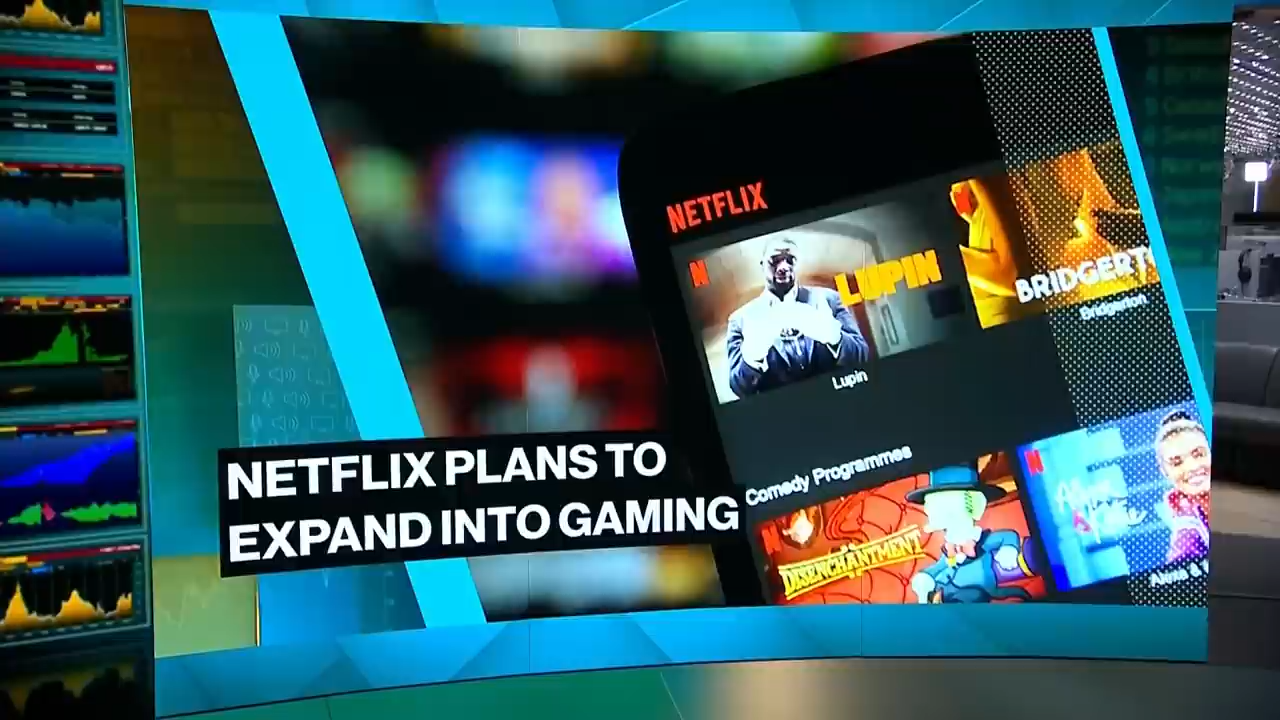 NETFLIX
LUPIN
BRIDGERT
Lupin
Bridgerton
NETFLIX PLANS TO
EXPAND INTO GAMING
Comedy Programmes
DISENCHANTMENT